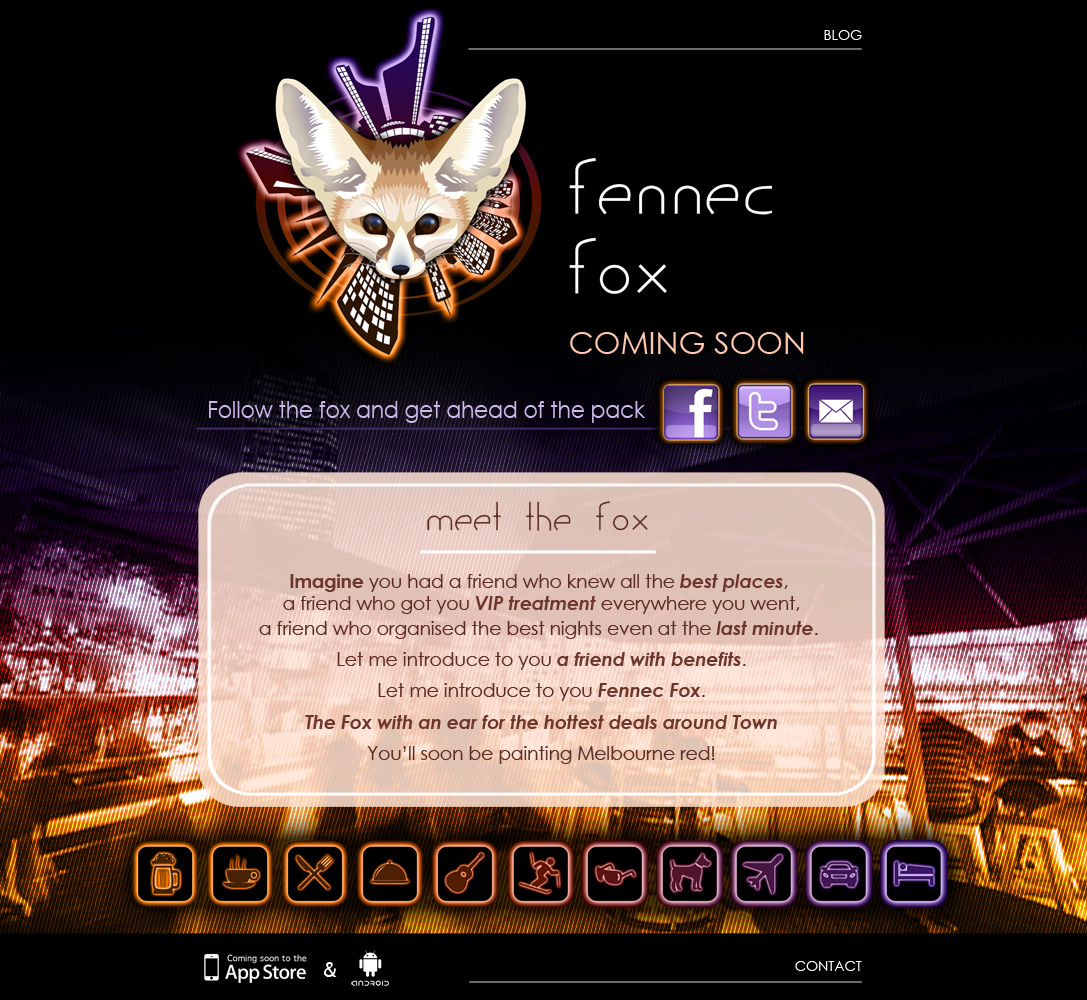 BLOG
fennec
fox
COMING SOON
Follow the fox and get ahead of the pack
f
t
meet the fox
Imagine you had a friend who knew all the best places,
a friend who got you VIP treatment everywhere you went,
a friend who organised the best nights even at the last minute.
Let me introduce to you a friend with benefits.
Let me introduce to you Fennec Fox.
The Fox with an ear for the hottest deals around Town
You’ll soon be painting Melbourne red!
Coming soon to the
App Store & ANDROID
CONTACT